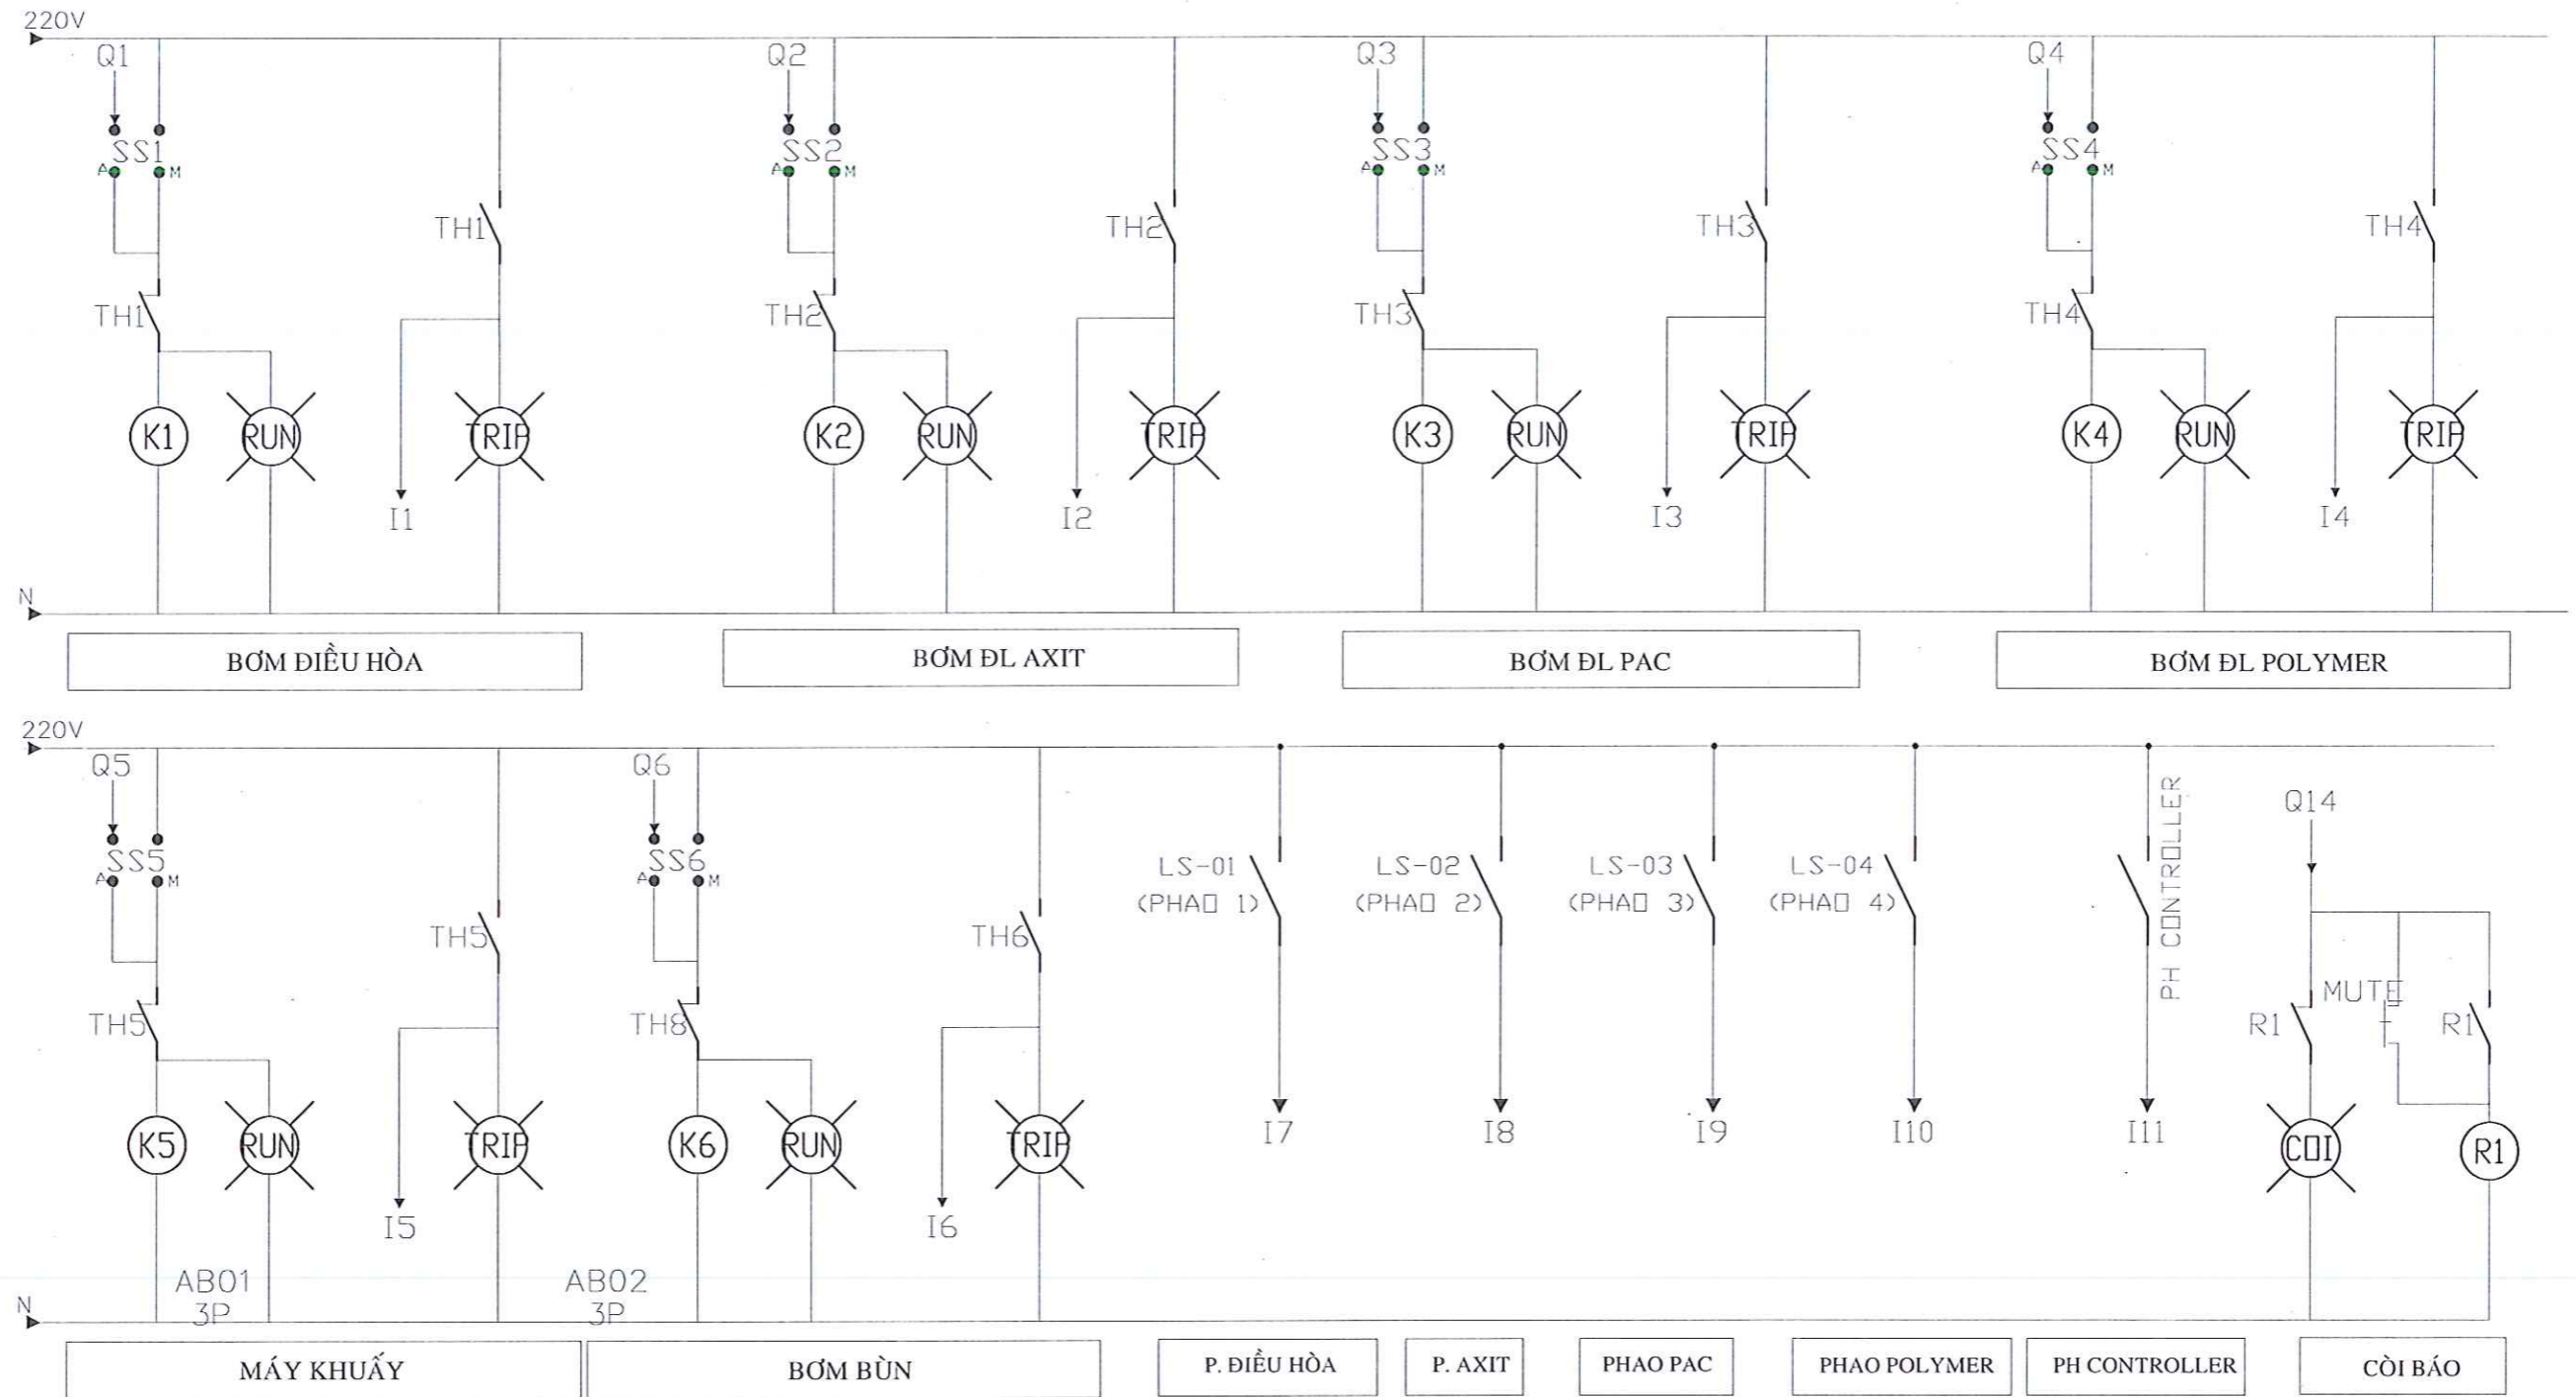 220V
Q1
Q2
Q3
Q4
SS1
A M
SS2
A M
SS3
A M
SS4
A M
TH1
TH2
TH3
TH4
TH1
TH2
TH3
TH4
K1 RUN TRIP
K2 RUN TRIP
K3 RUN TRIP
K4 RUN TRIP
I1
I2
I3
I4
N
BƠM ĐIỀU HÒA
BƠM ĐL AXIT
BƠM ĐL PAC
BƠM ĐL POLYMER
220V
Q5
Q6
Q14
SS5
A M
SS6
A M
LS-01
(PHAO 1)
LS-02
(PHAO 2)
LS-03
(PHAO 3)
LS-04
(PHAO 4)
PH CONTROLLER
TH5
TH6
TH5
TH8
R1
MUTE
R1
K5 RUN TRIP
K6 RUN TRIP
I7
I8
I9
I10
I11
COI
R1
I5
I6
AB01
3P
AB02
3P
N
MÁY KHUẤY
BƠM BÙN
P. ĐIỀU HÒA
P. AXIT
PHAO PAC
PHAO POLYMER
PH CONTROLLER
CÒI BÁO